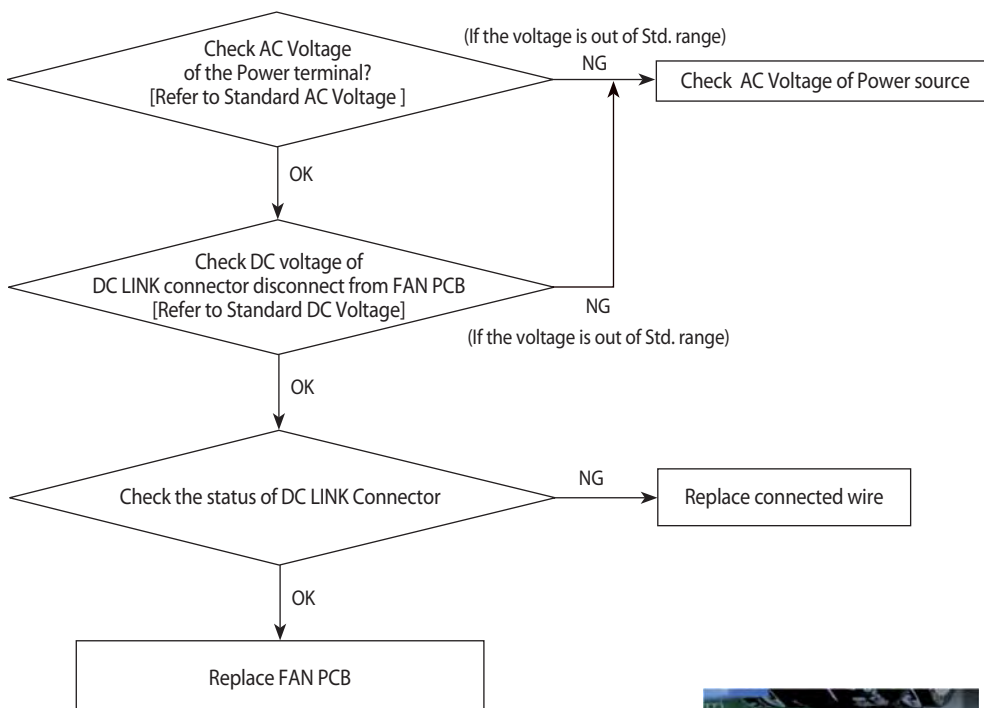 Check AC Voltage
of the Power terminal?
[Refer to Standard AC Voltage ]
(If the voltage is out of Std. range)
NG
Check  AC Voltage of Power source
OK
Check DC voltage of
DC LINK connector disconnect from FAN PCB
[Refer to Standard DC Voltage]
NG
(If the voltage is out of Std. range)
OK
Check the status of DC LINK Connector
NG
Replace connected wire
OK
Replace FAN PCB